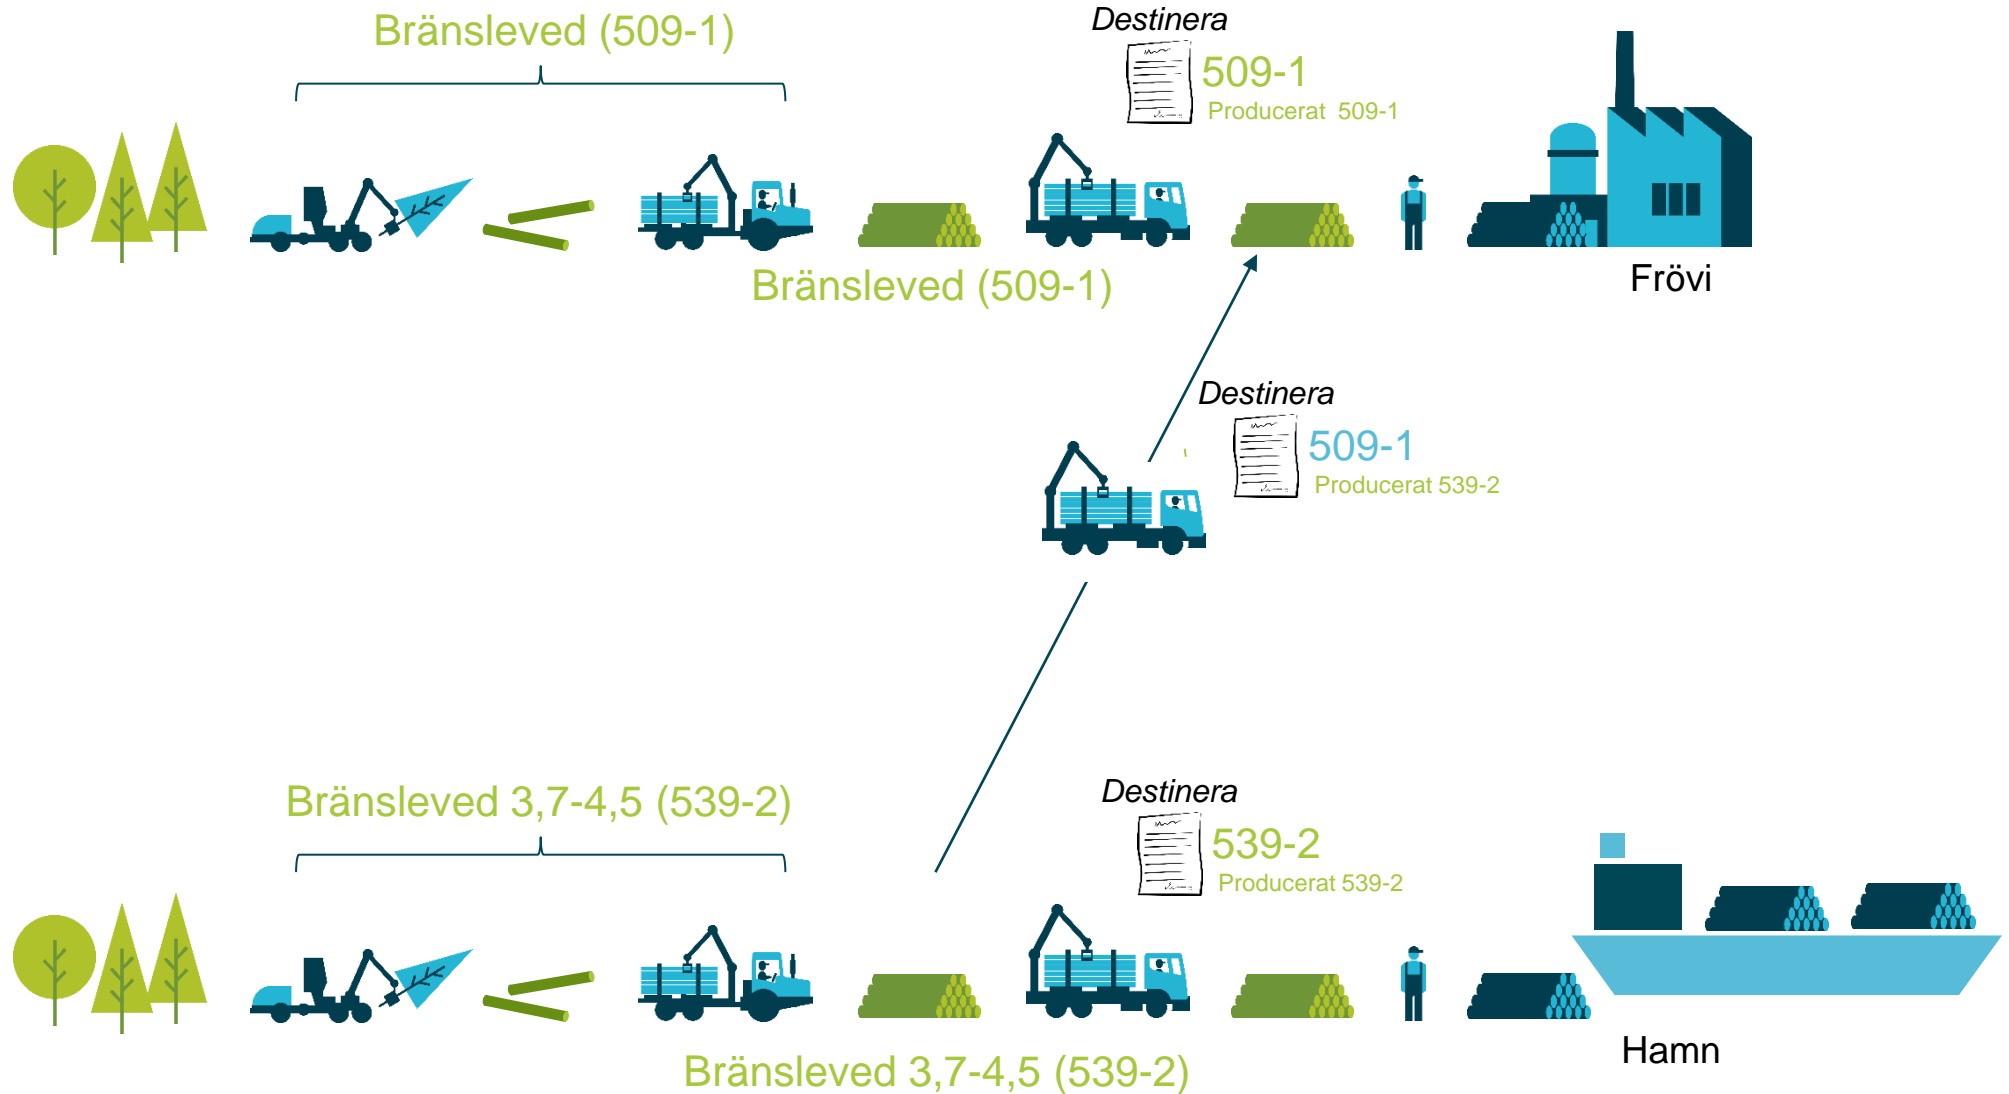 Bränsleved (509-1)
Destinera
509-1
Producerat 509-1
Bränsleved (509-1)
Frövi
Destinera
509-1
Producerat 539-2
Bränsleved 3,7-4,5 (539-2)
Destinera
539-2
Producerat 539-2
Hamn
Bränsleved 3,7-4,5 (539-2)